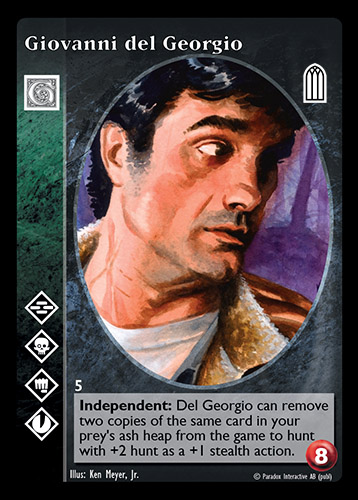 Giovanni del Georgio
G
5
Independent: Del Georgio can remove
two copies of the same card in your
prey's ash heap from the game to hunt
with +2 hunt as a +1 stealth action.
8
Illus: Ken Meyer, Jr.
© Paradox Interactive AB (publ)